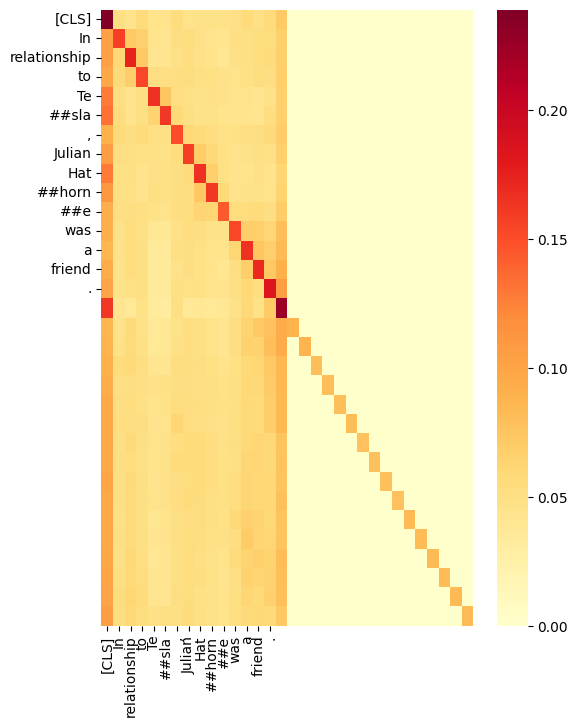 [CLS]
In
relationship
to
Te
##sla
,
Julian
Hat
##horn
##e
was
a
friend
.
[CLS]
In
relationship
to
Te
##sla
,
Julian
Hat
##horn
##e
was
a
friend
.
0.20
0.15
0.10
0.05
0.00